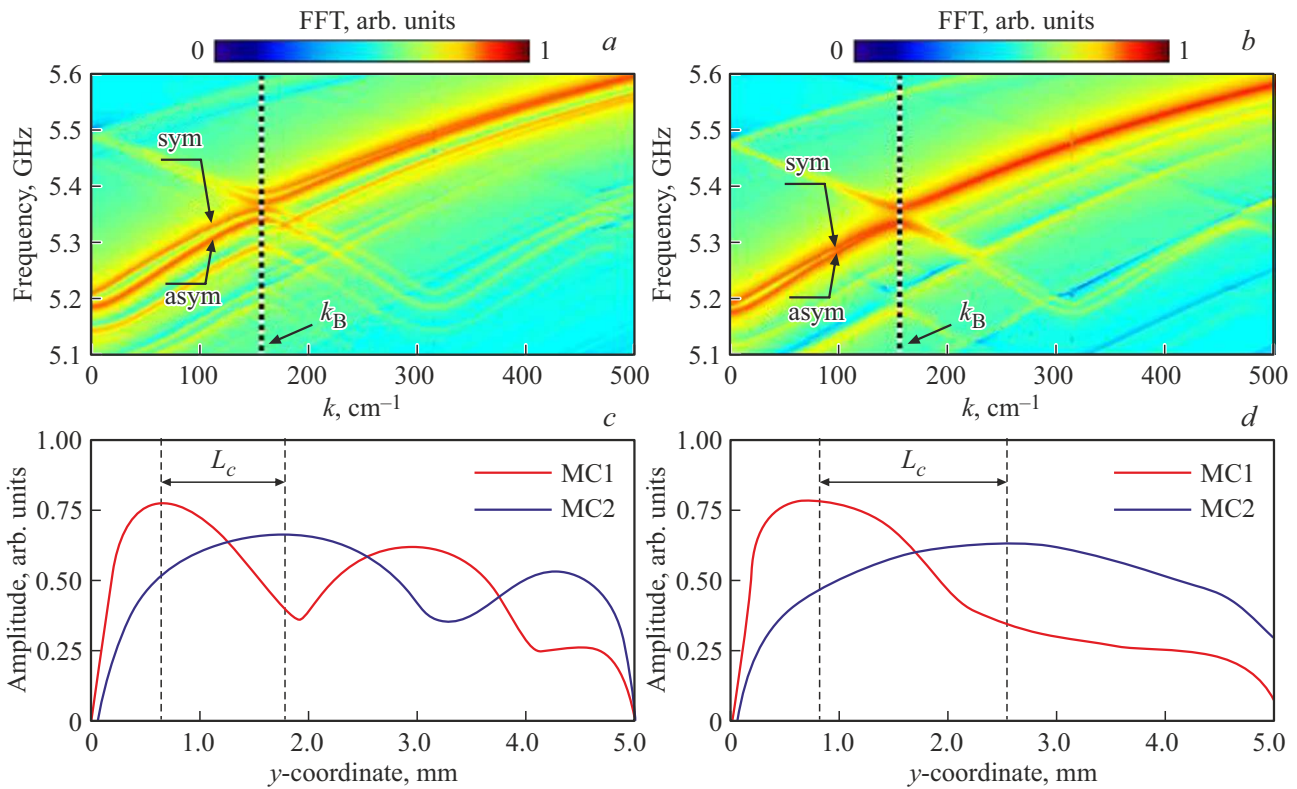 FFT, arb. units
0 1 a
FFT, arb. units
0 1 b
5.6
5.5
5.4
5.3
5.2
5.1
Frequency, GHz
sym
asym
k_B
0 100 200 300 400 500
k, cm⁻¹
5.6
5.5
5.4
5.3
5.2
5.1
Frequency, GHz
sym
asym
k_B
0 100 200 300 400 500
k, cm⁻¹
c
1.00
0.75
0.50
0.25
0
Amplitude, arb. units
L_c
MC1
MC2
0 1.0 2.0 3.0 4.0 5.0
y-coordinate, mm
d
1.00
0.75
0.50
0.25
0
Amplitude, arb. units
L_c
MC1
MC2
0 1.0 2.0 3.0 4.0 5.0
y-coordinate, mm